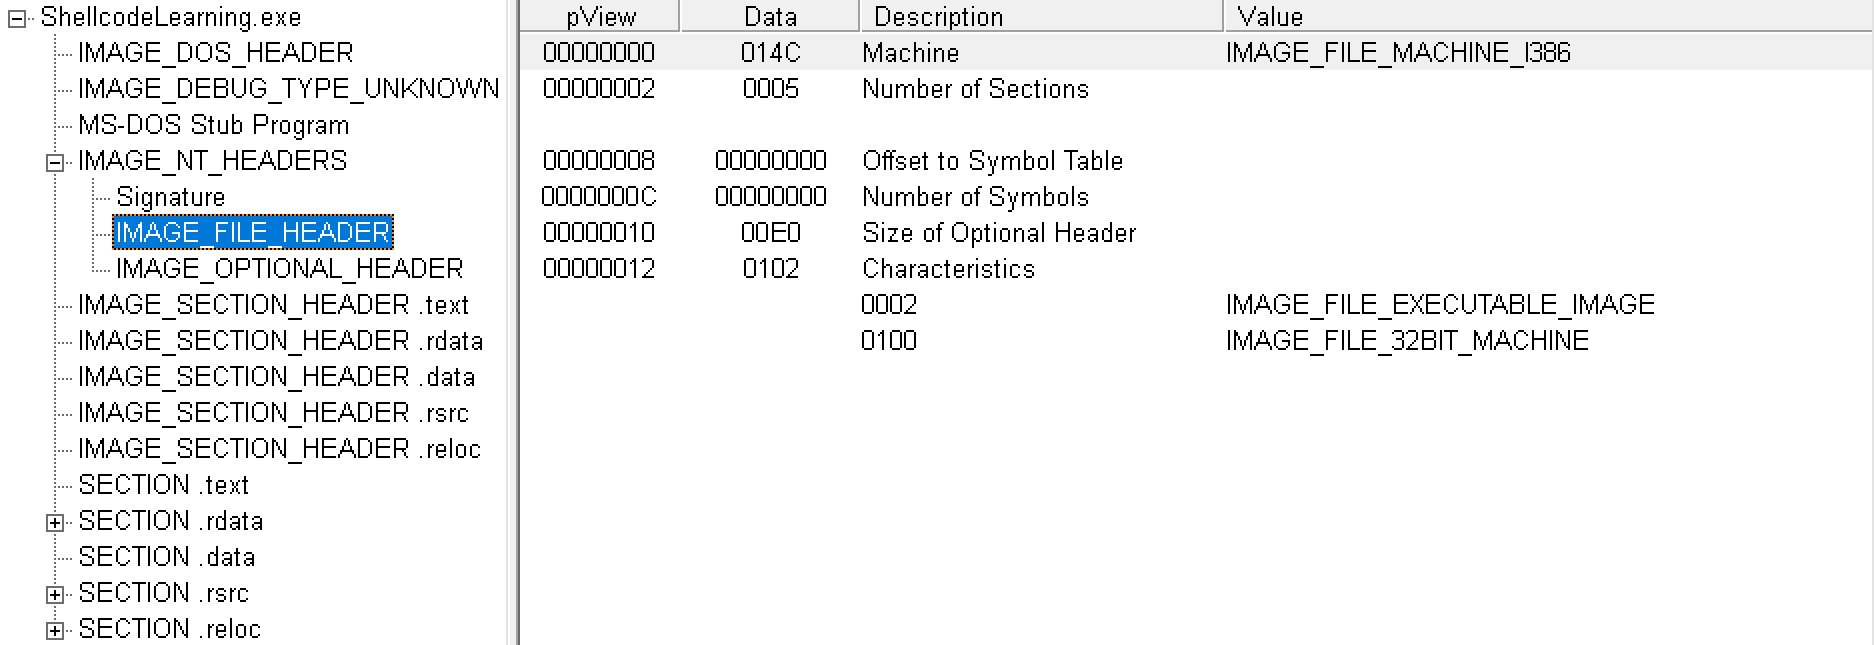 ShellcodeLearning.exe
IMAGE_DOS_HEADER
IMAGE_DEBUG_TYPE_UNKNOWN
MS-DOS Stub Program
IMAGE_NT_HEADERS
Signature
IMAGE_FILE_HEADER
IMAGE_OPTIONAL_HEADER
IMAGE_SECTION_HEADER .text
IMAGE_SECTION_HEADER .rdata
IMAGE_SECTION_HEADER .data
IMAGE_SECTION_HEADER .rsrc
IMAGE_SECTION_HEADER .reloc
SECTION .text
SECTION .rdata
SECTION .data
SECTION .rsrc
SECTION .reloc
pView Data Description Value
00000000 014C Machine IMAGE_FILE_MACHINE_I386
00000002 0005 Number of Sections
00000008 00000000 Offset to Symbol Table
0000000C 00000000 Number of Symbols
00000010 00E0 Size of Optional Header
00000012 0102 Characteristics
0002 IMAGE_FILE_EXECUTABLE_IMAGE
0100 IMAGE_FILE_32BIT_MACHINE